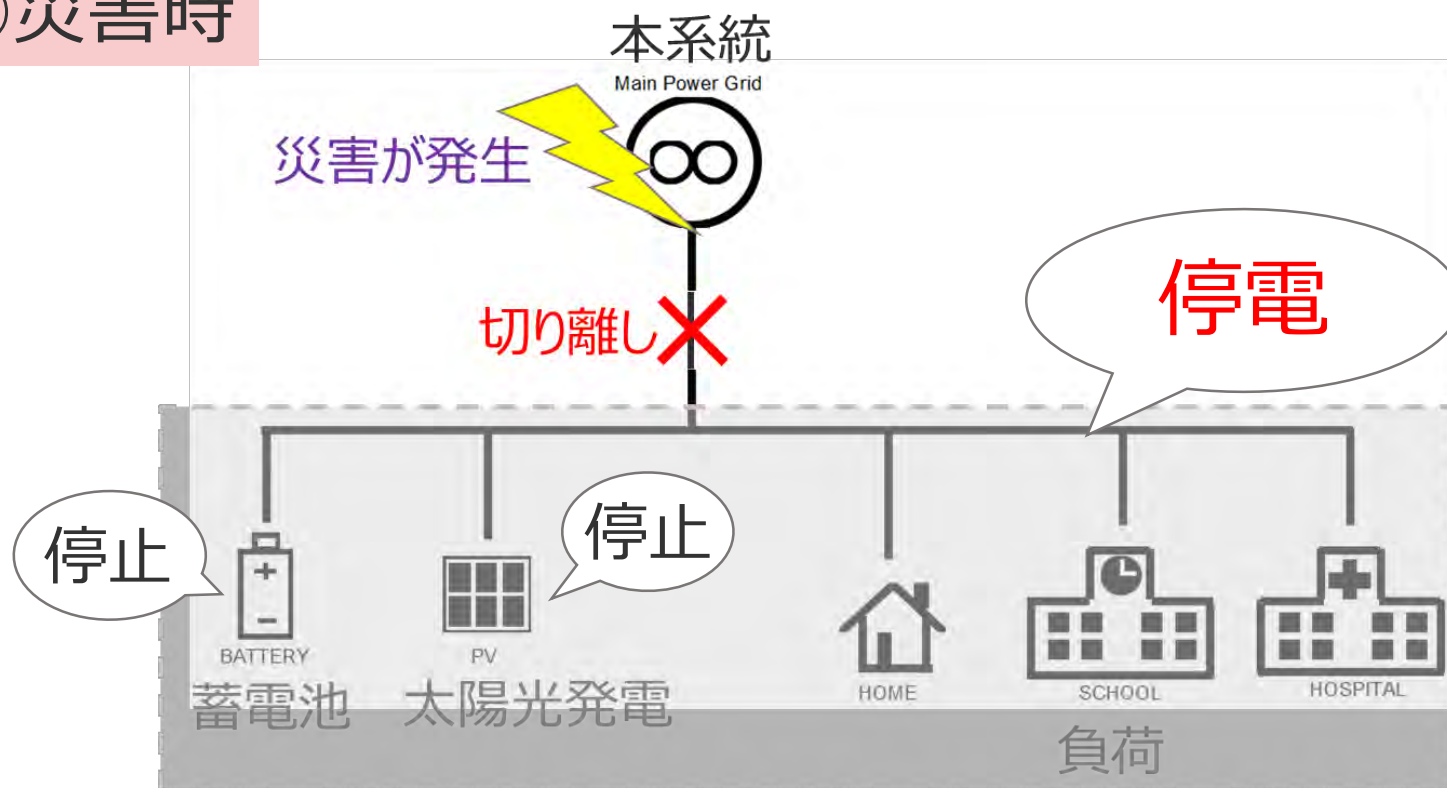 災害時
本系統
Main Power Grid
災害が発生
切り離し
停電
停止
停止
BATTERY
PV
HOME
SCHOOL
HOSPITAL
蓄電池
太陽光発電
負荷